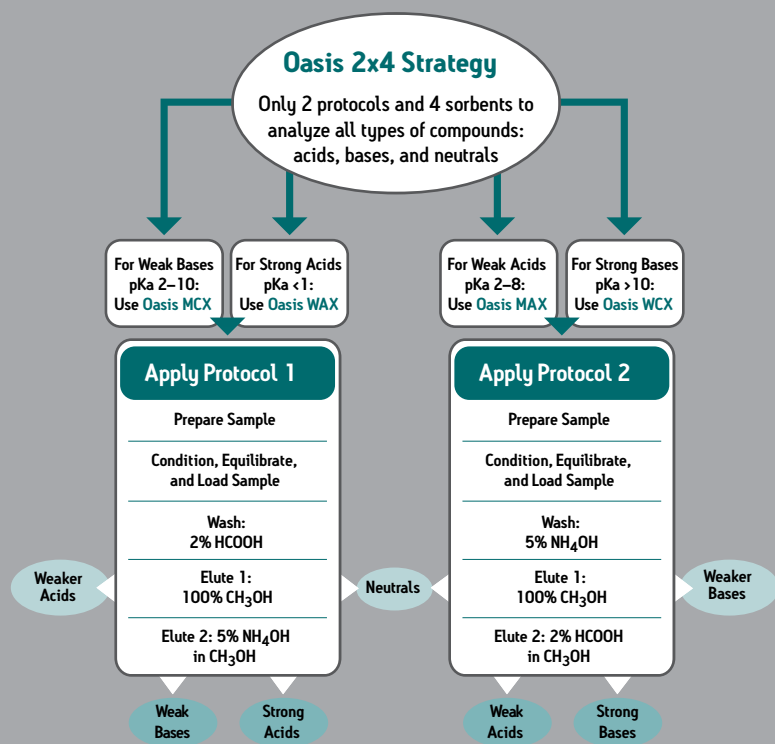 Oasis 2x4 Strategy
Only 2 protocols and 4 sorbents to
analyze all types of compounds:
acids, bases, and neutrals
For Weak Bases
pKa 2–10:
Use Oasis MCX
For Strong Acids
pKa <1:
Use Oasis WAX
For Weak Acids
pKa 2–8:
Use Oasis MAX
For Strong Bases
pKa >10:
Use Oasis WCX
Apply Protocol 1
Prepare Sample
Condition, Equilibrate,
and Load Sample
Wash:
2% HCOOH
Elute 1:
100% CH₃OH
Elute 2: 5% NH₄OH
in CH₃OH
Apply Protocol 2
Prepare Sample
Condition, Equilibrate,
and Load Sample
Wash:
5% NH₄OH
Elute 1:
100% CH₃OH
Elute 2: 2% HCOOH
in CH₃OH
Weaker
Acids
Neutrals
Weaker
Bases
Weak
Bases
Strong
Acids
Weak
Acids
Strong
Bases